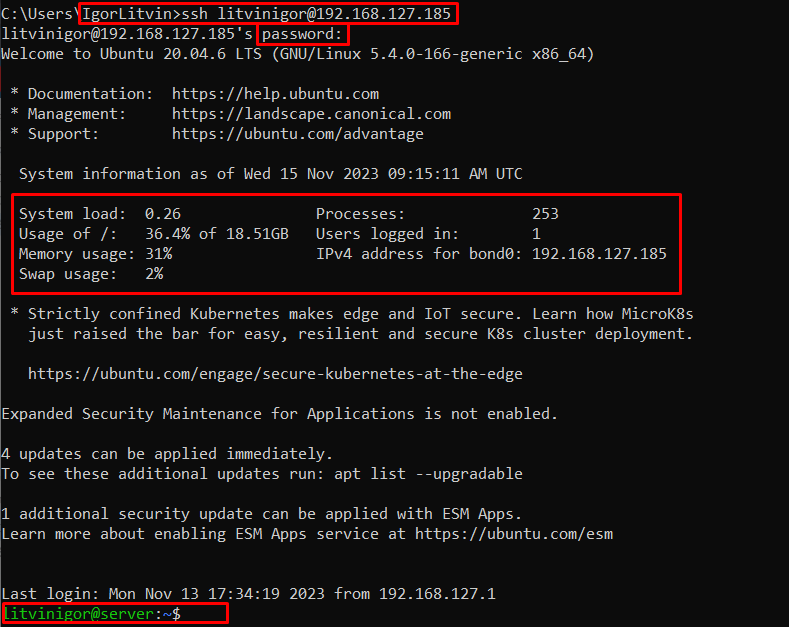 C:\Users\IgorLitvin>ssh litvinigor@192.168.127.185
litvinigor@192.168.127.185's password:
Welcome to Ubuntu 20.04.6 LTS (GNU/Linux 5.4.0-166-generic x86_64)
* Documentation:  https://help.ubuntu.com
* Management:     https://landscape.canonical.com
* Support:        https://ubuntu.com/advantage
System information as of Wed 15 Nov 2023 09:15:11 AM UTC
System load:  0.26               Processes:              253
Usage of /:   36.4% of 18.51GB   Users logged in:        1
Memory usage: 31%                IPv4 address for bond0: 192.168.127.185
Swap usage:   2%
* Strictly confined Kubernetes makes edge and IoT secure. Learn how MicroK8s
just raised the bar for easy, resilient and secure K8s cluster deployment.
https://ubuntu.com/engage/secure-kubernetes-at-the-edge
Expanded Security Maintenance for Applications is not enabled.
4 updates can be applied immediately.
To see these additional updates run: apt list --upgradable
1 additional security update can be applied with ESM Apps.
Learn more about enabling ESM Apps service at https://ubuntu.com/esm
Last login: Mon Nov 13 17:34:19 2023 from 192.168.127.1
litvinigor@server:~$